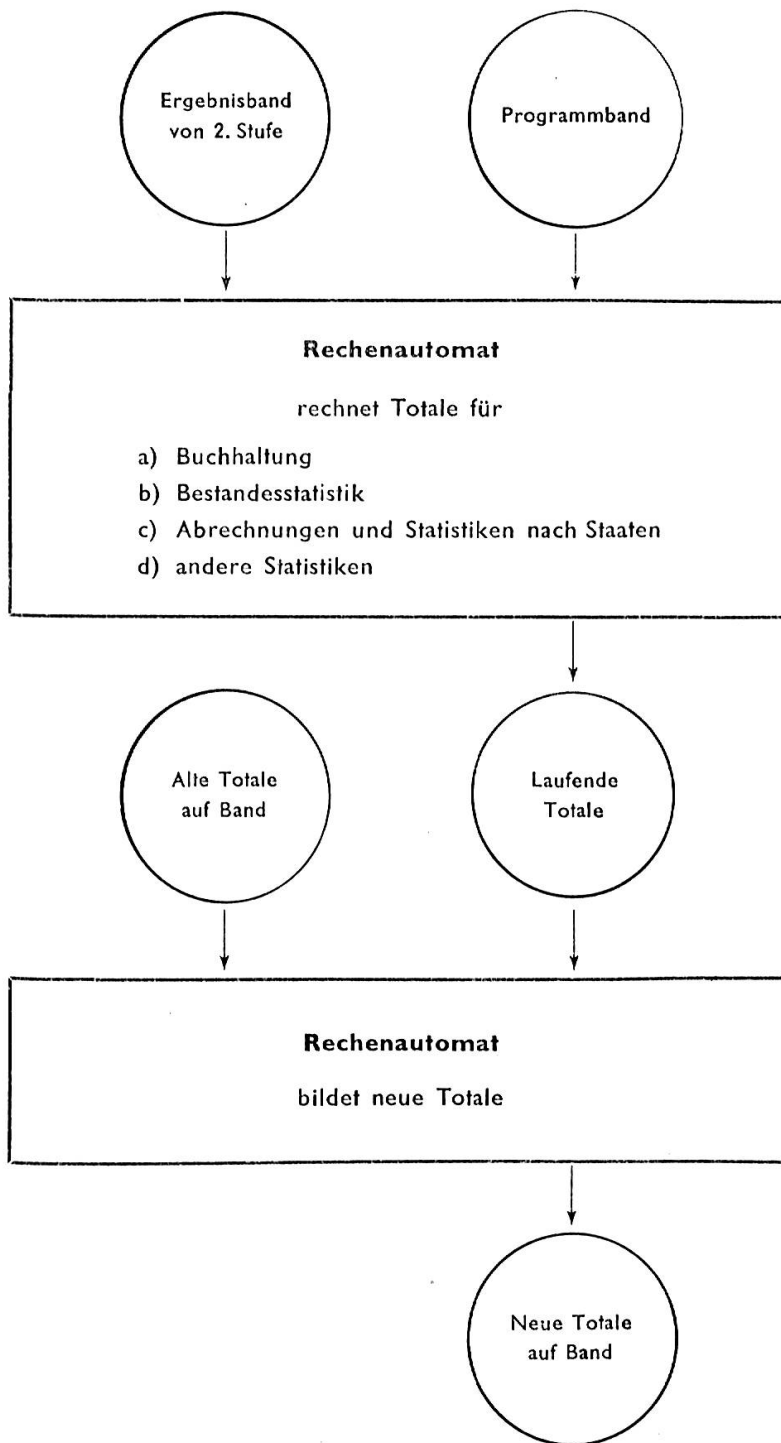 Ergebnisband
von 2. Stufe
Programmband
Rechenautomat
rechnet Totale für
a) Buchhaltung
b) Bestandesstatistik
c) Abrechnungen und Statistiken nach Staaten
d) andere Statistiken
Alte Totale
auf Band
Laufende
Totale
Rechenautomat
bildet neue Totale
Neue Totale
auf Band